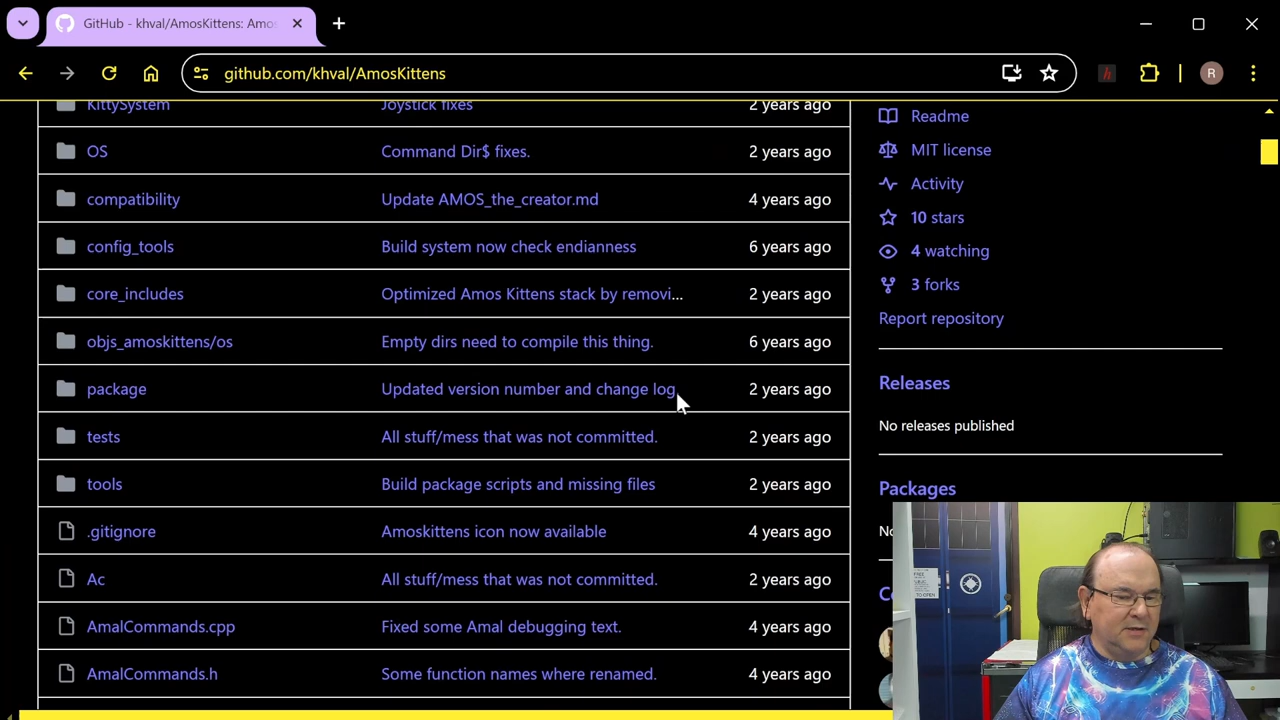 GitHub - khval/AmosKittens: Amos
github.com/khval/AmosKittens
R
KittySystem Joystick fixes 2 years ago
OS Command Dir$ fixes. 2 years ago
compatibility Update AMOS_the_creator.md 4 years ago
config_tools Build system now check endianness 6 years ago
core_includes Optimized Amos Kittens stack by removi... 2 years ago
objs_amoskittens/os Empty dirs need to compile this thing. 6 years ago
package Updated version number and change log 2 years ago
tests All stuff/mess that was not committed. 2 years ago
tools Build package scripts and missing files 2 years ago
.gitignore Amoskittens icon now available 4 years ago
Ac All stuff/mess that was not committed. 2 years ago
AmalCommands.cpp Fixed some Amal debugging text. 4 years ago
AmalCommands.h Some function names where renamed. 4 years ago
Readme
MIT license
Activity
10 stars
4 watching
3 forks
Report repository
Releases
No releases published
Packages